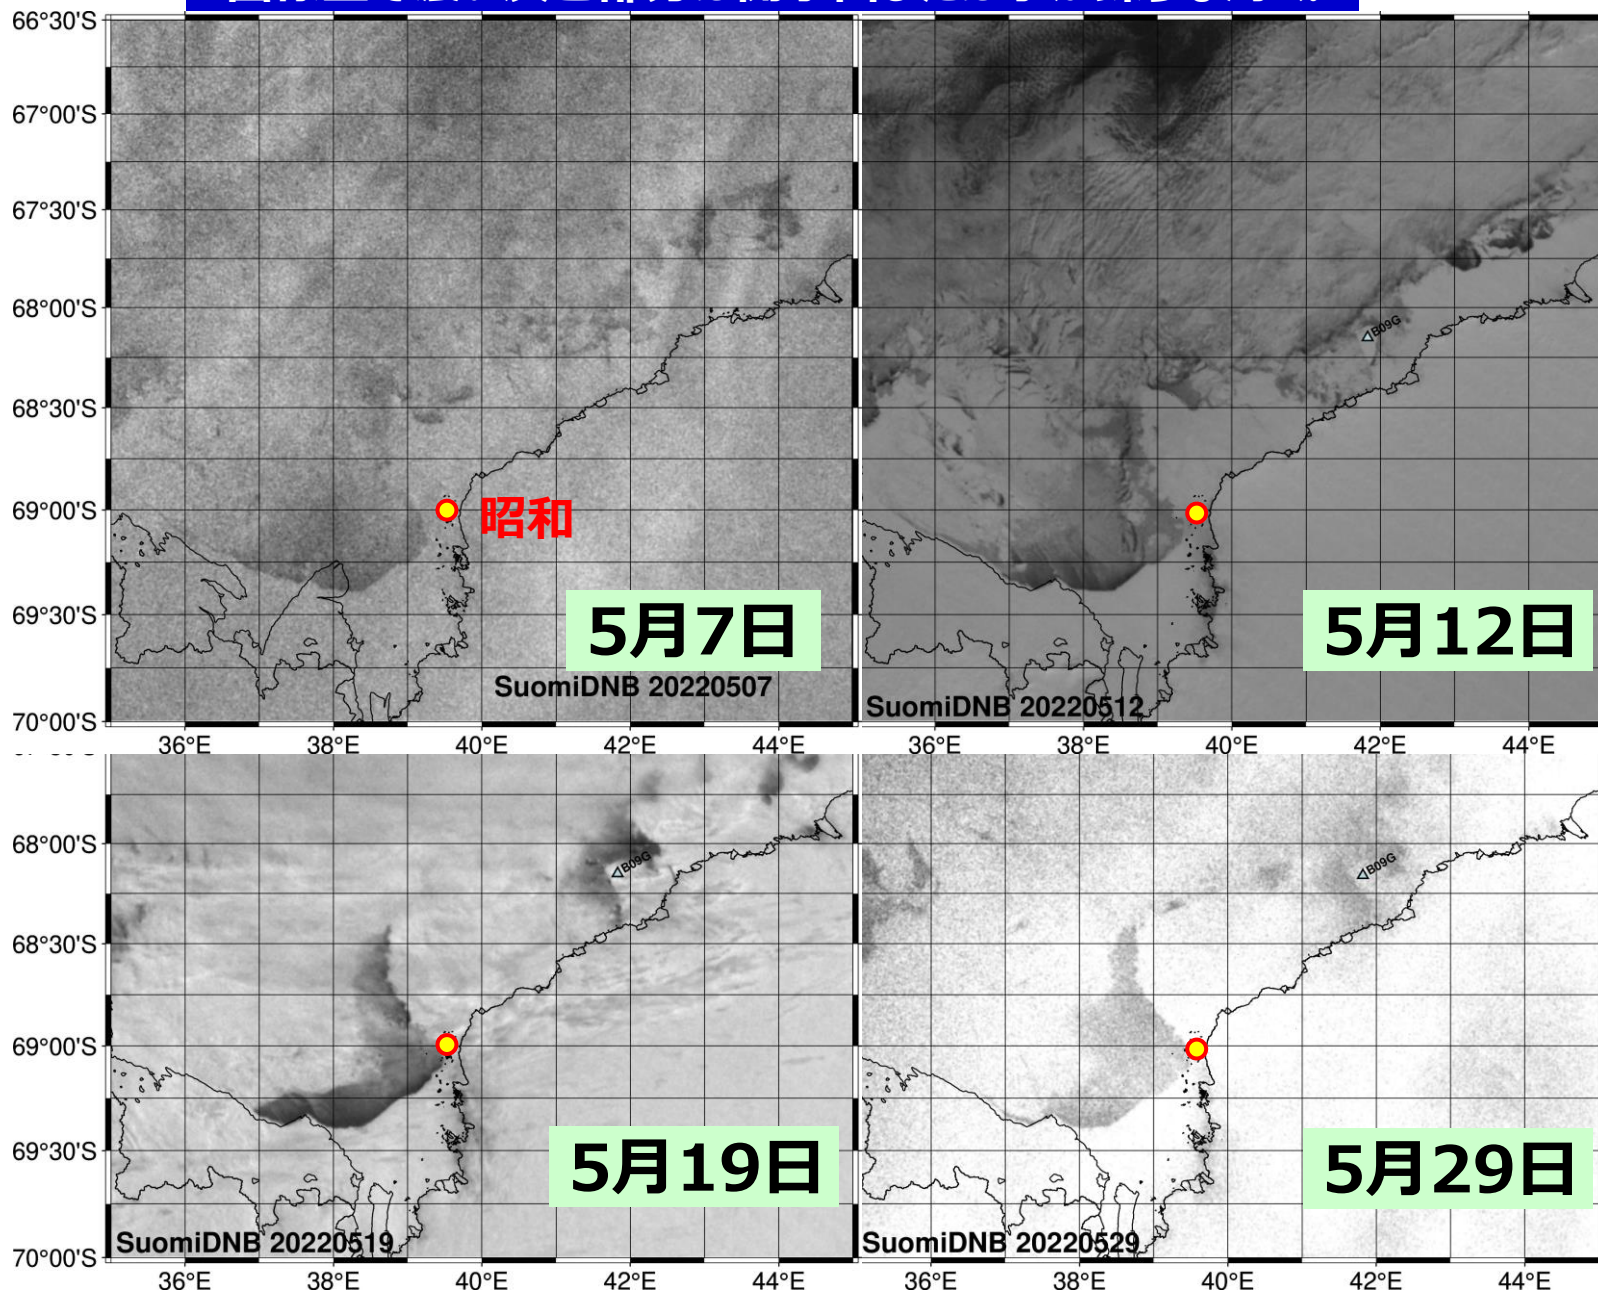 66°30'S
67°00'S
67°30'S
68°00'S
68°30'S
69°00'S
69°30'S
70°00'S
昭和
5月7日
SuomiDNB 20220507
36°E 38°E 40°E 42°E 44°E
B09G
5月12日
SuomiDNB 20220512
36°E 38°E 40°E 42°E 44°E
68°00'S
68°30'S
69°00'S
69°30'S
70°00'S
B09G
5月19日
SuomiDNB 20220519
36°E 38°E 40°E 42°E 44°E
B09G
5月29日
SuomiDNB 20220529
36°E 38°E 40°E 42°E 44°E